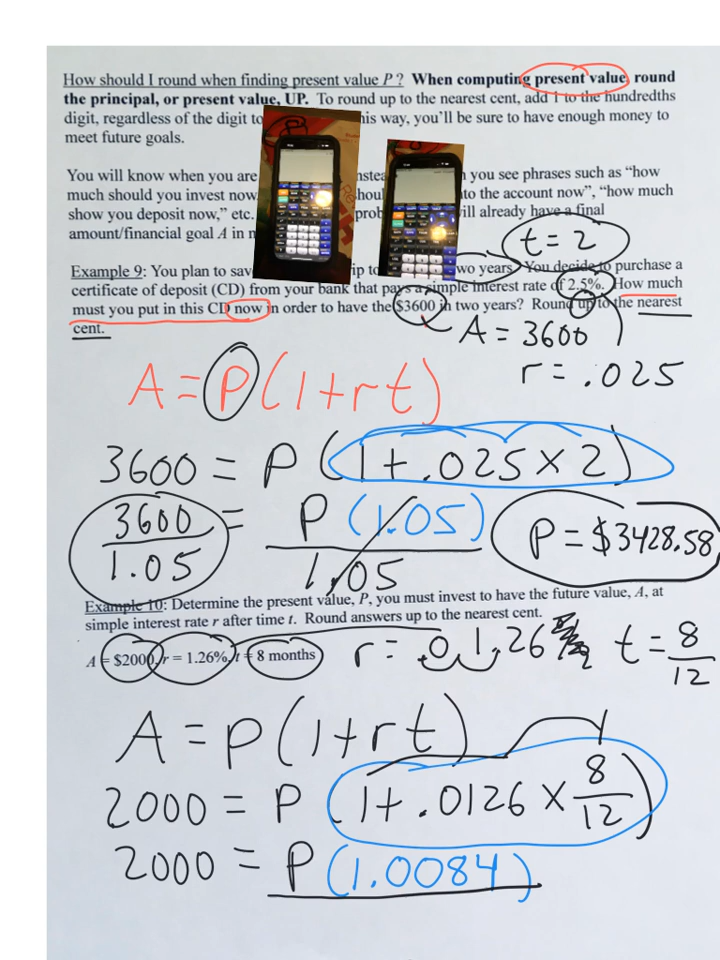 How should I round when finding present value P? When computing present value, round
the principal, or present value, UP. To round up to the nearest cent, add 1 to the hundredths
digit, regardless of the digit to his way, you'll be sure to have enough money to
meet future goals.
You will know when you are you see phrases such as "how
much should you invest now to the account now", "how much
show you deposit now," etc. will already have a final
amount/financial goal A in
t = 2
Example 9: You plan to two years. You decide to purchase a
certificate of deposit (CD) from your bank that pays a simple interest rate of 2.5%. How much
must you put in this CD now in order to have the $3600 in two years? Round up to the nearest
cent.
A = 3600
r = .025
A = P(1+rt)
3600 = P(1+.025×2)
3600/1.05 = P(1.05)/1.05
P = $3428.58
Example 10: Determine the present value, P, you must invest to have the future value, A, at
simple interest rate r after time t. Round answers up to the nearest cent.
A = $2000, r = 1.26%, t = 8 months
r = 01.26 t = 8/12
A = P(1+rt)
2000 = P(1+.0126×8/12)
2000 = P(1.0084)